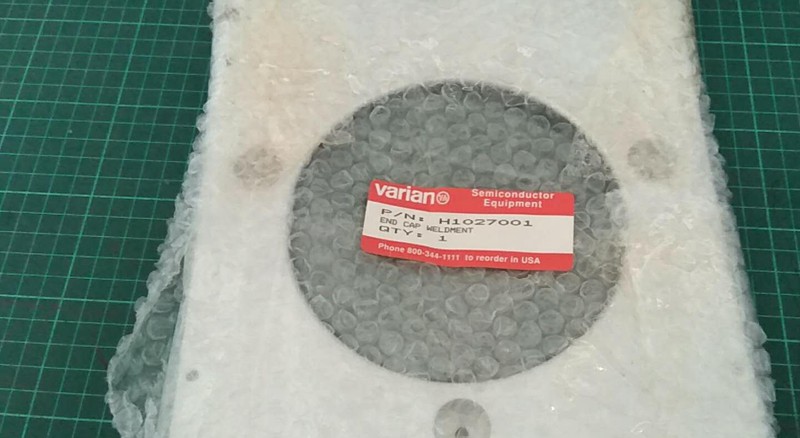 varian
Semiconductor
Equipment
P/N: H1027001
END CAP WELDMENT
QTY: 1
Phone 800-344-1111 to reorder in USA